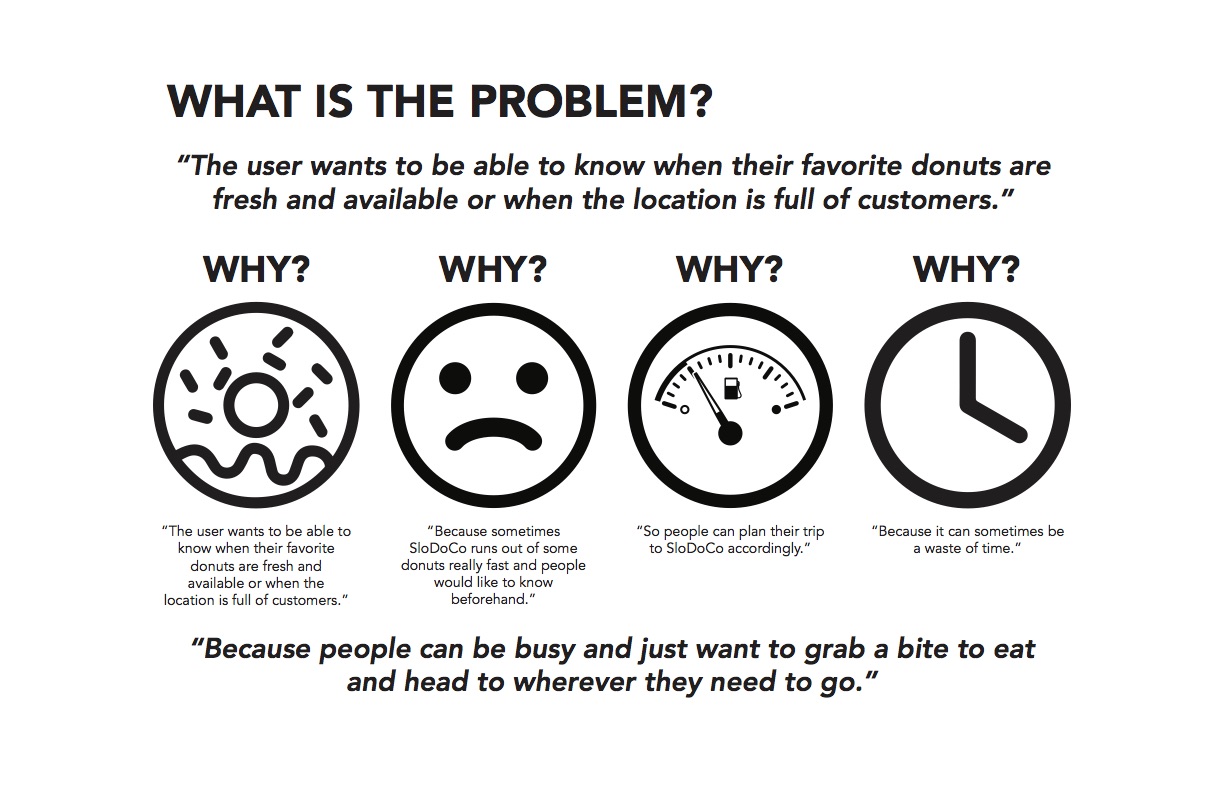 WHAT IS THE PROBLEM?
“The user wants to be able to know when their favorite donuts are
fresh and available or when the location is full of customers.”
WHY?
WHY?
WHY?
WHY?
“The user wants to be able to
know when their favorite
donuts are fresh and
available or when the
location is full of customers.”
“Because sometimes
SloDoCo runs out of some
donuts really fast and people
would like to know
beforehand.”
“So people can plan their trip
to SloDoCo accordingly.”
“Because it can sometimes be
a waste of time.”
“Because people can be busy and just want to grab a bite to eat
and head to wherever they need to go.”